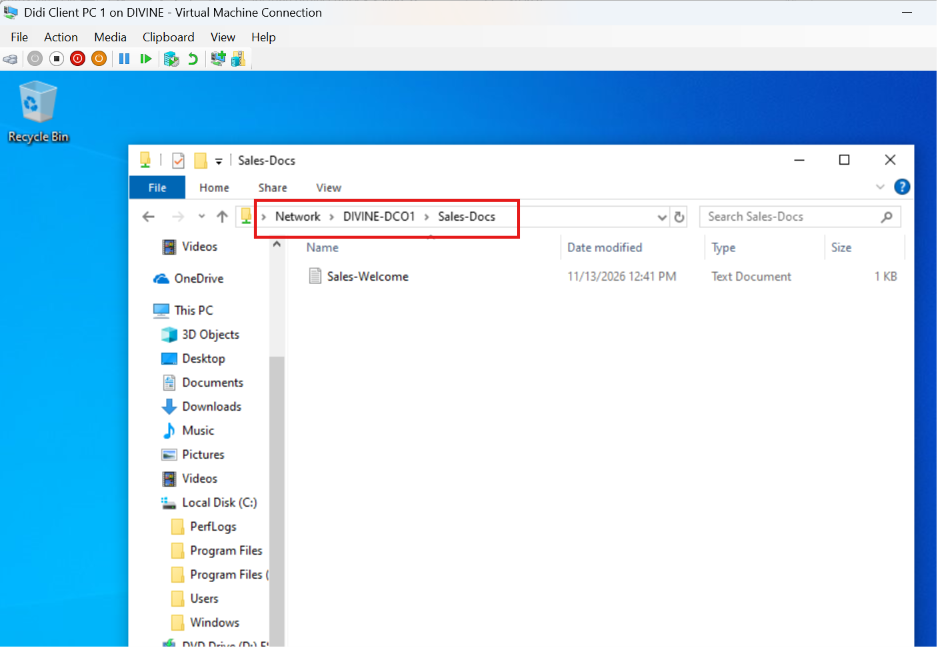 Didi Client PC 1 on DIVINE - Virtual Machine Connection
File Action Media Clipboard View Help
Recycle Bin
Sales-Docs
File Home Share View
Network › DIVINE-DCO1 › Sales-Docs
Search Sales-Docs
Name Date modified Type Size
Sales-Welcome 11/13/2026 12:41 PM Text Document 1 KB
Videos
OneDrive
This PC
3D Objects
Desktop
Documents
Downloads
Music
Pictures
Videos
Local Disk (C:)
PerfLogs
Program Files
Program Files (
Users
Windows
DVD Drive (D:)